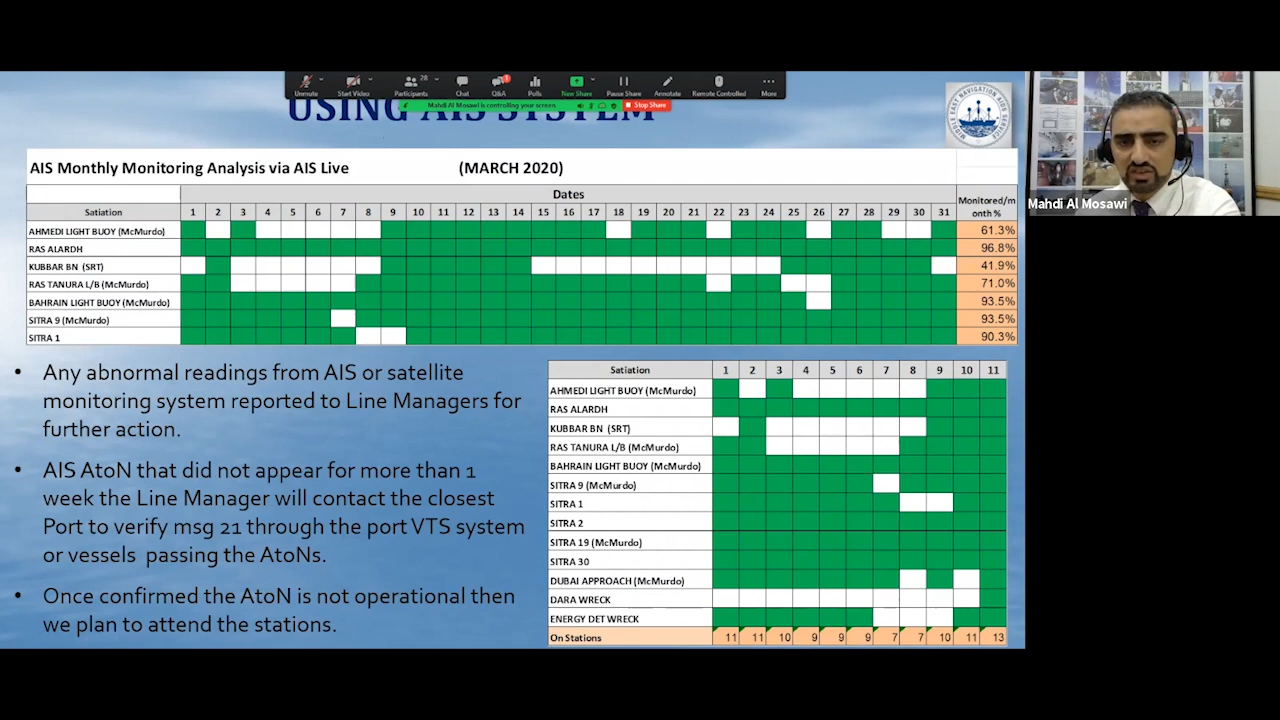 Unmute Start Video Participants 28 Chat Q&A Polls New Share Pause Share Annotate Remote Controlled More
Mahdi Al Mosawi is controlling your screen Stop Share
USING AIS SYSTEM
MIDDLE EAST NAVIGATION AIDS SERVICE
Mahdi Al Mosawi
AIS Monthly Monitoring Analysis via AIS Live (MARCH 2020)
Dates
Monitored/m
onth %
Satiation 1 2 3 4 5 6 7 8 9 10 11 12 13 14 15 16 17 18 19 20 21 22 23 24 25 26 27 28 29 30 31
AHMEDI LIGHT BUOY (McMurdo) 61.3%
RAS ALARDH 96.8%
KUBBAR BN (SRT) 41.9%
RAS TANURA L/B (McMurdo) 71.0%
BAHRAIN LIGHT BUOY (McMurdo) 93.5%
SITRA 9 (McMurdo) 93.5%
SITRA 1 90.3%
• Any abnormal readings from AIS or satellite
monitoring system reported to Line Managers for
further action.
• AIS AtoN that did not appear for more than 1
week the Line Manager will contact the closest
Port to verify msg 21 through the port VTS system
or vessels passing the AtoNs.
• Once confirmed the AtoN is not operational then
we plan to attend the stations.
Satiation 1 2 3 4 5 6 7 8 9 10 11
AHMEDI LIGHT BUOY (McMurdo)
RAS ALARDH
KUBBAR BN (SRT)
RAS TANURA L/B (McMurdo)
BAHRAIN LIGHT BUOY (McMurdo)
SITRA 9 (McMurdo)
SITRA 1
SITRA 2
SITRA 19 (McMurdo)
SITRA 30
DUBAI APPROACH (McMurdo)
DARA WRECK
ENERGY DET WRECK
On Stations 11 11 10 9 9 9 7 7 10 11 13